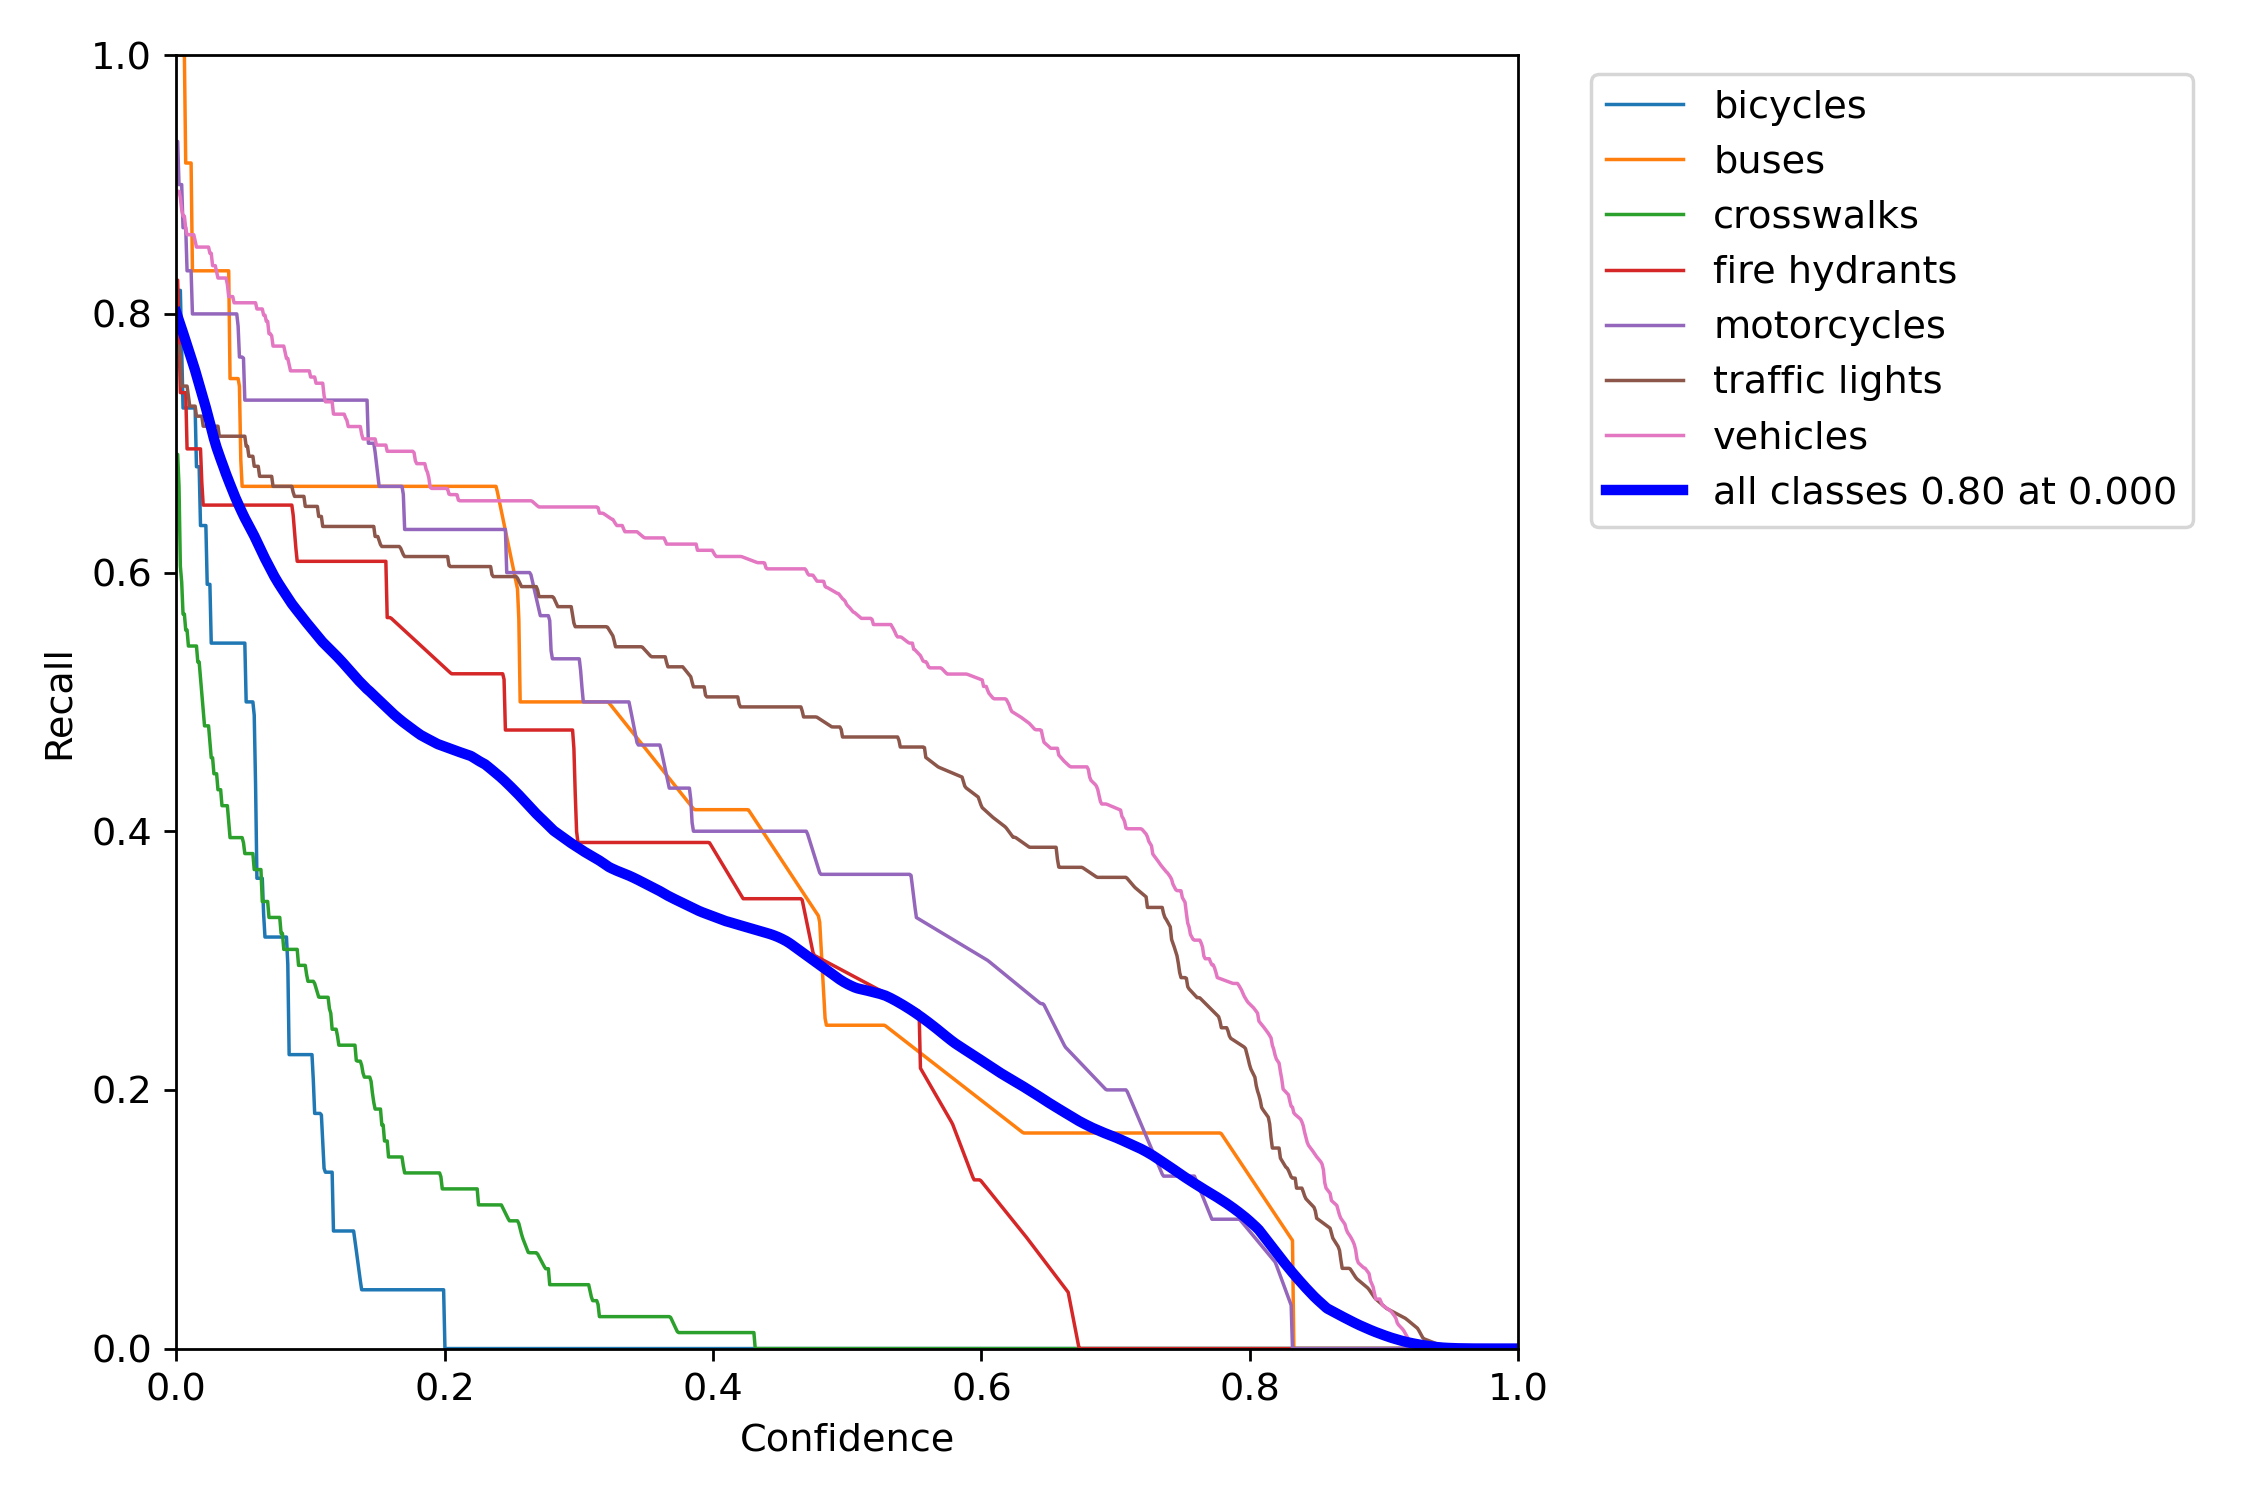 1.0
0.8
0.6
0.4
0.2
0.0
Recall
0.0 0.2 0.4 0.6 0.8 1.0
Confidence
bicycles
buses
crosswalks
fire hydrants
motorcycles
traffic lights
vehicles
all classes 0.80 at 0.000